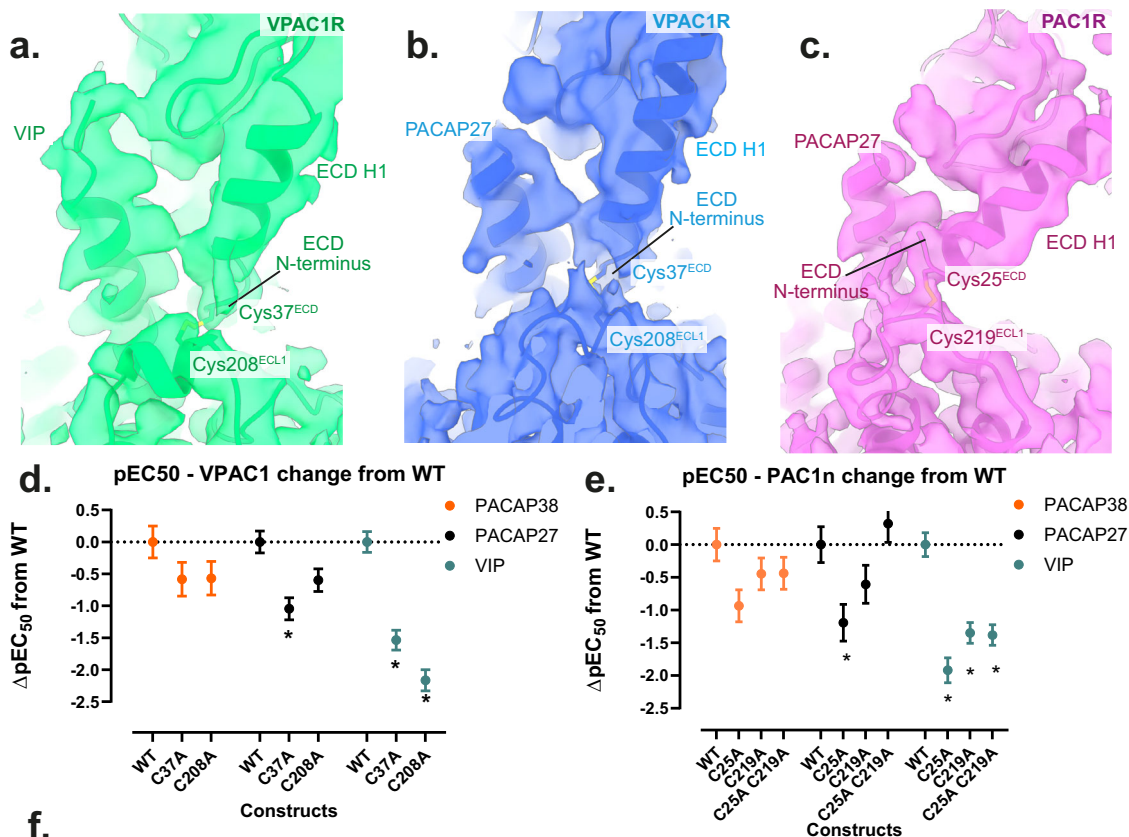 a.
VPAC1R
VIP
ECD H1
ECD
N-terminus
Cys37ECD
Cys208ECL1
b.
VPAC1R
PACAP27
ECD H1
ECD
N-terminus
Cys37ECD
Cys208ECL1
c.
PAC1R
PACAP27
ECD H1
ECD
N-terminus
Cys25ECD
Cys219ECL1
d.
pEC50 - VPAC1 change from WT
PACAP38
PACAP27
VIP
ΔpEC50 from WT
0.5
0.0
-0.5
-1.0
-1.5
-2.0
-2.5
*
*
*
WT
C37A
C208A
WT
C37A
C208A
WT
C37A
C208A
Constructs
e.
pEC50 - PAC1n change from WT
PACAP38
PACAP27
VIP
ΔpEC50 from WT
0.5
0.0
-0.5
-1.0
-1.5
-2.0
-2.5
*
*
*
*
WT
C25A
C219A
C25A C219A
WT
C25A
C219A
C25A C219A
WT
C25A
C219A
C25A C219A
Constructs
f.